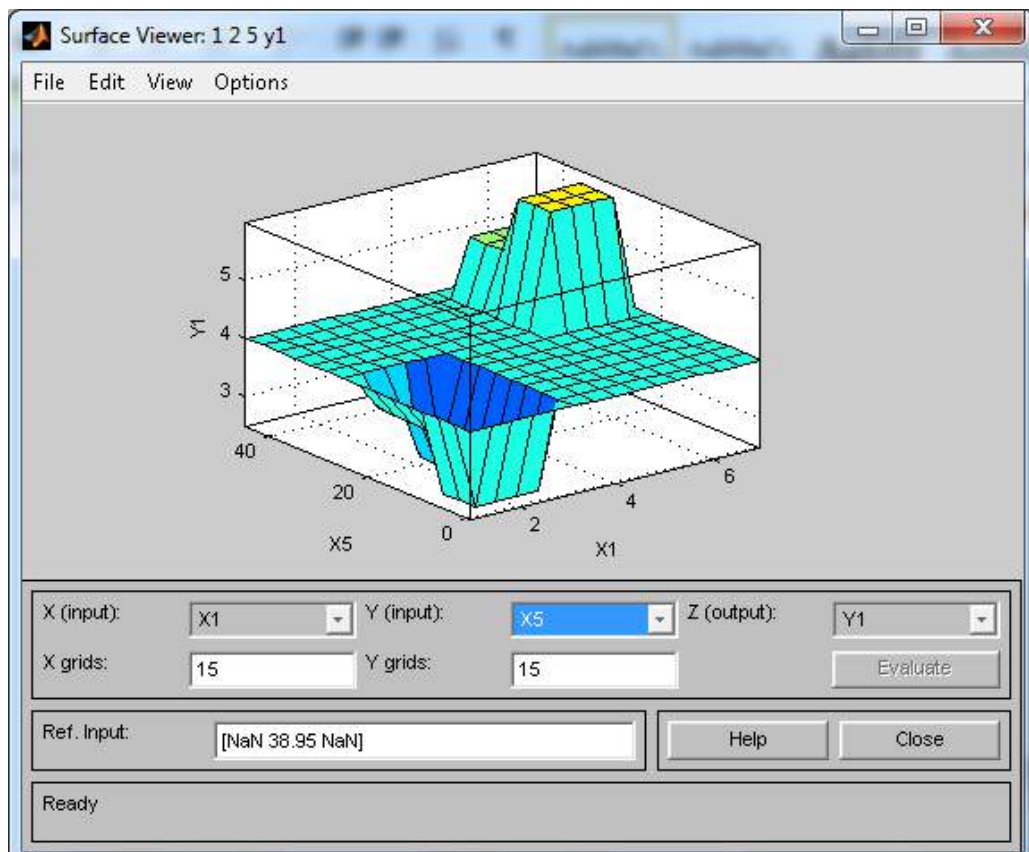 Surface Viewer: 1 2 5 y1
File Edit View Options
5
4
3
Y1
40
20
0
X5
2
4
6
X1
X (input): X1 Y (input): X5 Z (output): Y1
X grids: 15 Y grids: 15 Evaluate
Ref. Input: [NaN 38.95 NaN] Help Close
Ready